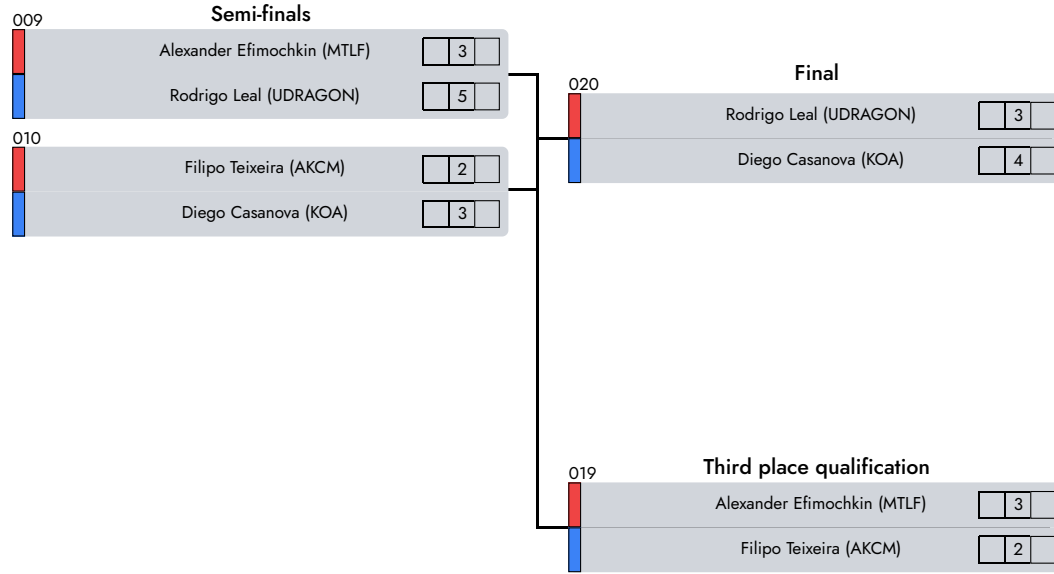 Semi-finals
009
Alexander Efimochkin (MTLF) 3
Rodrigo Leal (UDRAGON) 5
010
Filipo Teixeira (AKCM) 2
Diego Casanova (KOA) 3
Final
020
Rodrigo Leal (UDRAGON) 3
Diego Casanova (KOA) 4
Third place qualification
019
Alexander Efimochkin (MTLF) 3
Filipo Teixeira (AKCM) 2